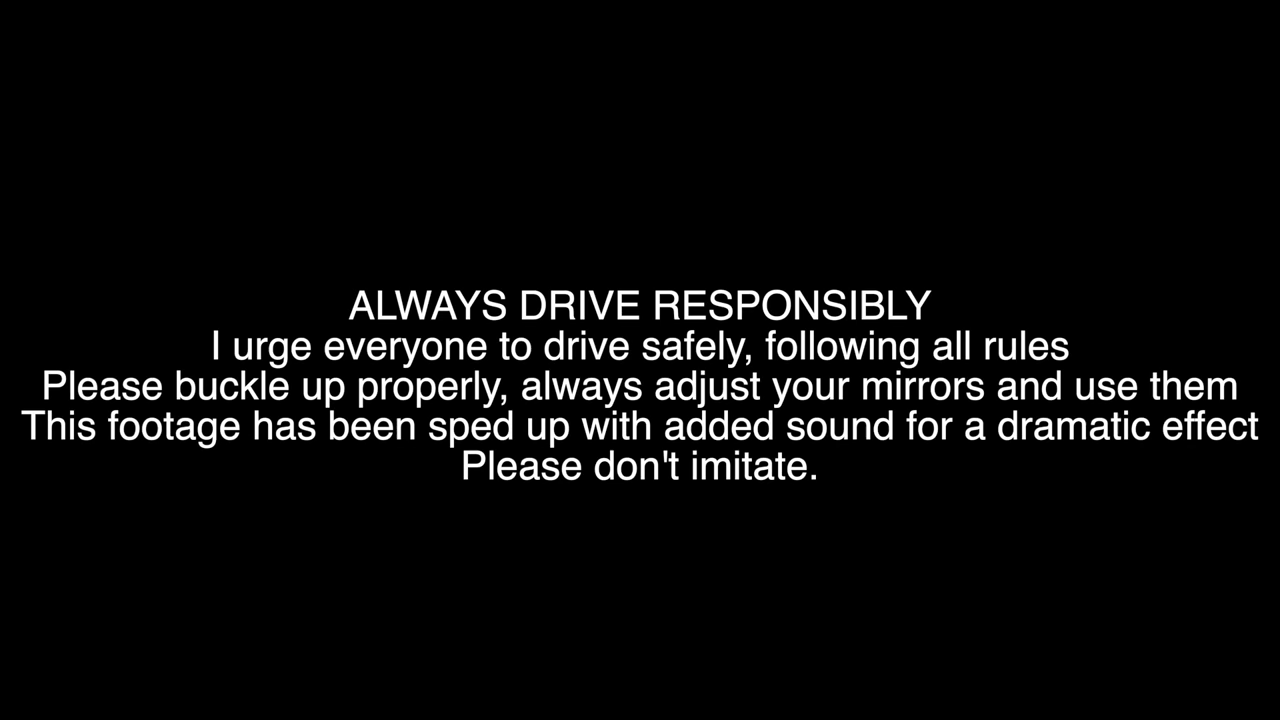 ALWAYS DRIVE RESPONSIBLY
I urge everyone to drive safely, following all rules
Please buckle up properly, always adjust your mirrors and use them
This footage has been sped up with added sound for a dramatic effect
Please don't imitate.